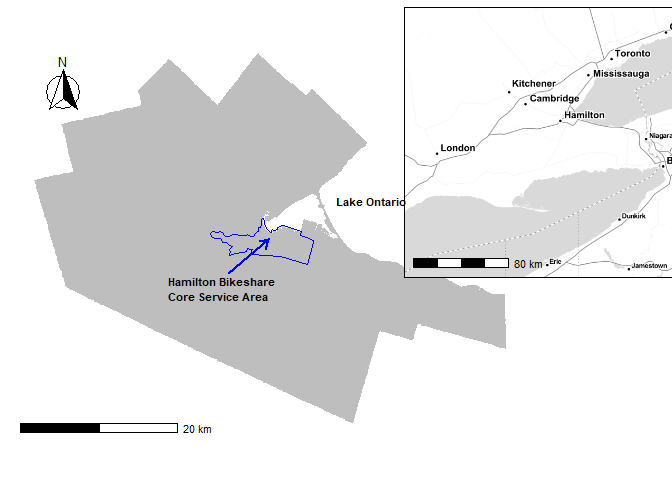 N
Toronto
Mississauga
Kitchener
Cambridge
Hamilton
London
Niagara
Dunkirk
Erie
Jamestown
80 km
Lake Ontario
Hamilton Bikeshare
Core Service Area
20 km